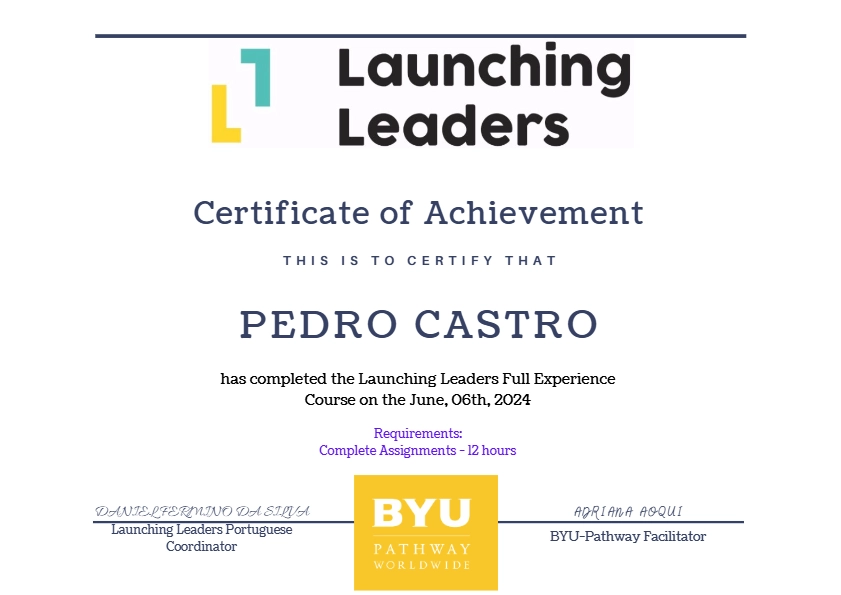 Launching
Leaders
Certificate of Achievement
THIS IS TO CERTIFY THAT
PEDRO CASTRO
has completed the Launching Leaders Full Experience
Course on the June, 06th, 2024
Requirements:
Complete Assignments - 12 hours
DANIEL FERMINO DA SILVA
Launching Leaders Portuguese
Coordinator
BYU
PATHWAY
WORLDWIDE
ADRIANA AOQUI
BYU-Pathway Facilitator